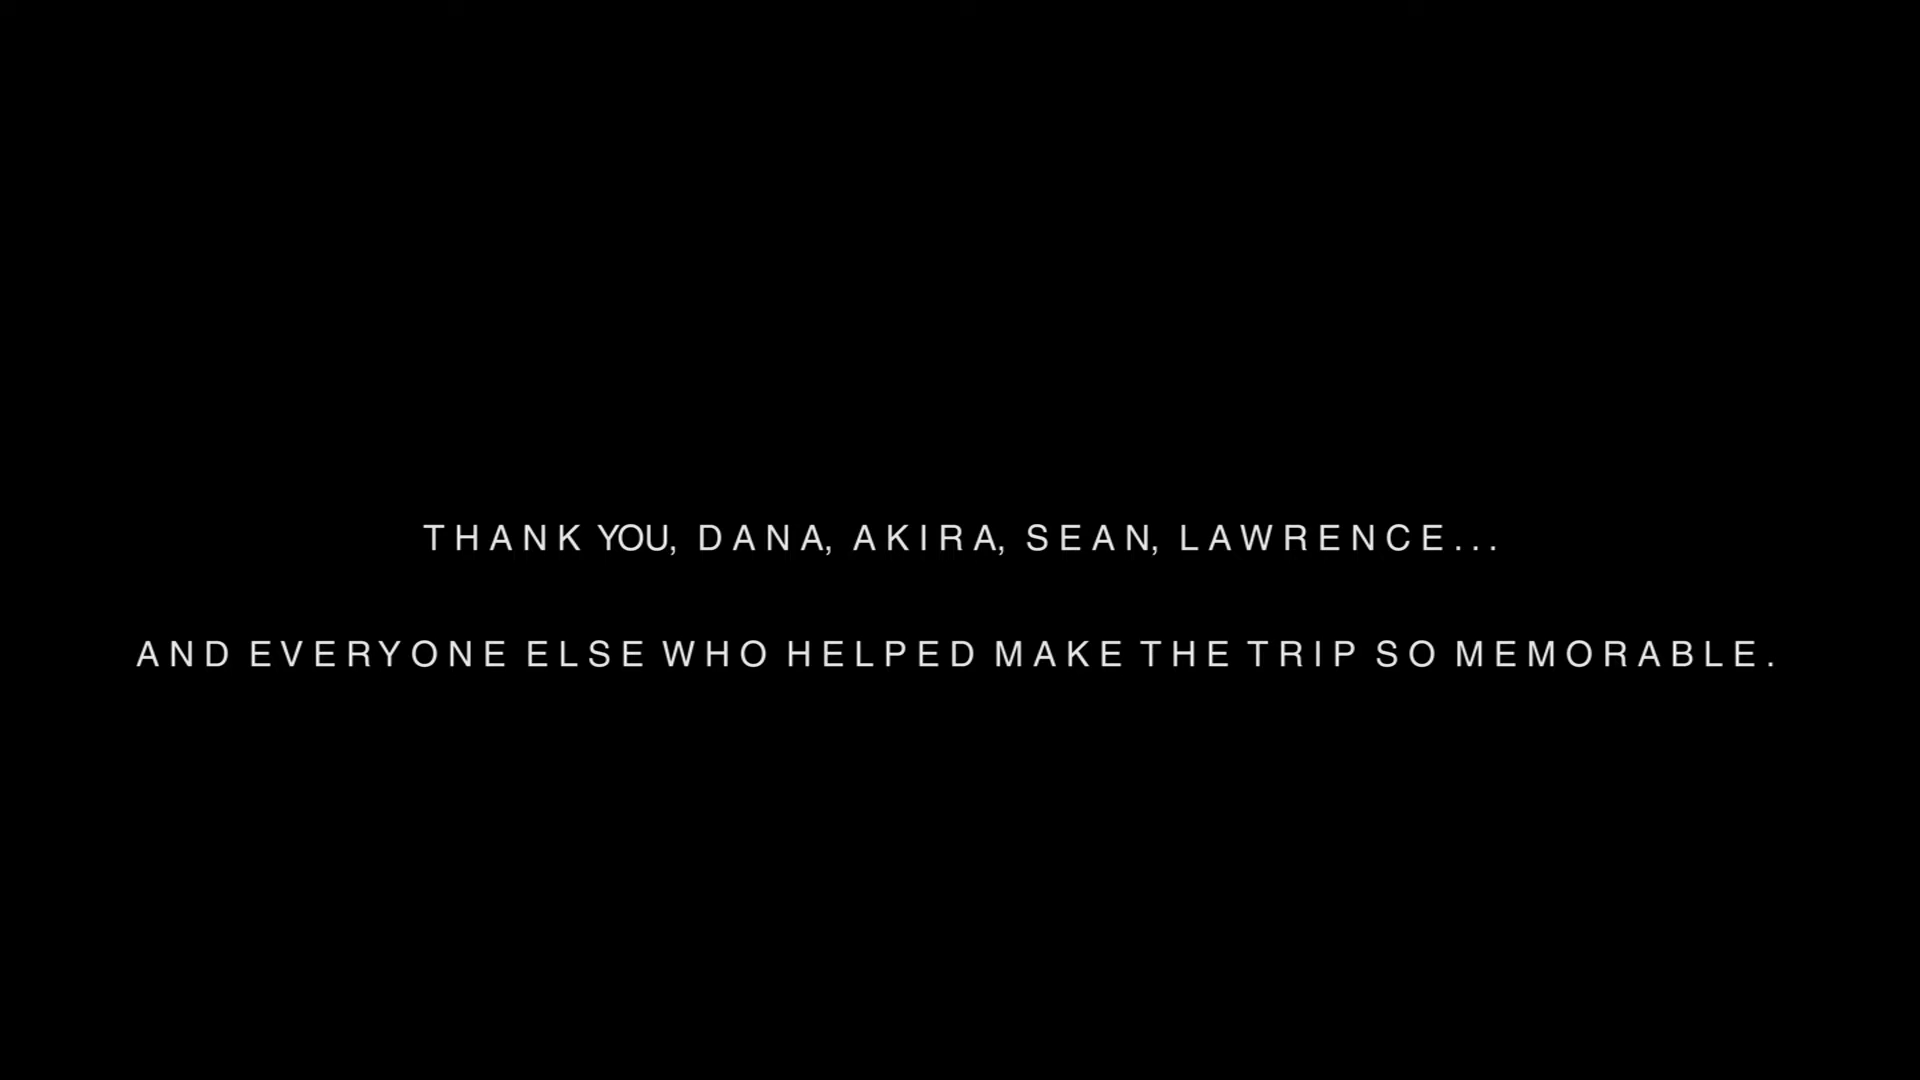 THANK YOU, DANA, AKIRA, SEAN, LAWRENCE...
AND EVERYONE ELSE WHO HELPED MAKE THE TRIP SO MEMORABLE.